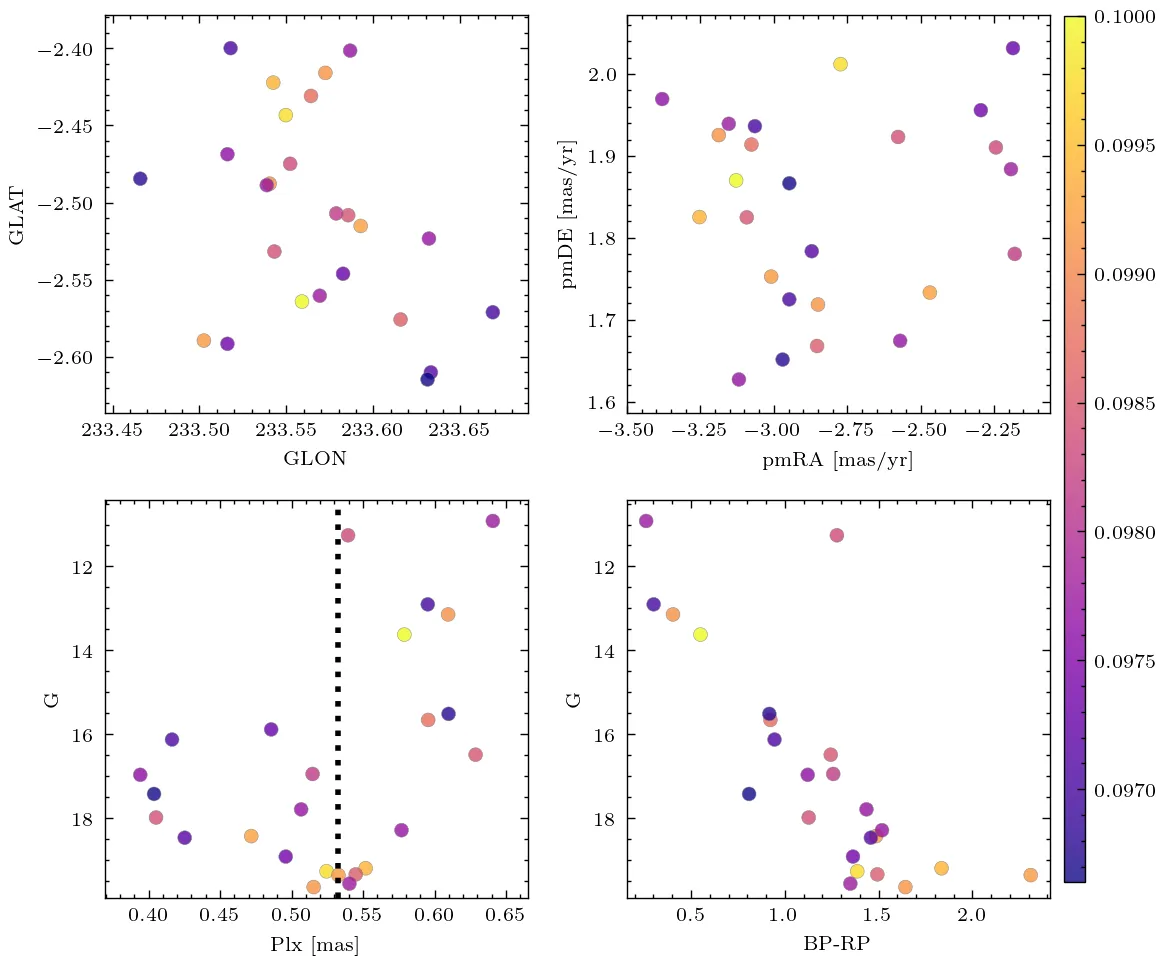 −2.40
−2.45
−2.50
−2.55
−2.60
GLAT
233.45 233.50 233.55 233.60 233.65
GLON
2.0
1.9
1.8
1.7
1.6
pmDE [mas/yr]
−3.50 −3.25 −3.00 −2.75 −2.50 −2.25
pmRA [mas/yr]
12
14
16
18
G
0.40 0.45 0.50 0.55 0.60 0.65
Plx [mas]
12
14
16
18
G
0.5 1.0 1.5 2.0
BP-RP
0.1000
0.0995
0.0990
0.0985
0.0980
0.0975
0.0970